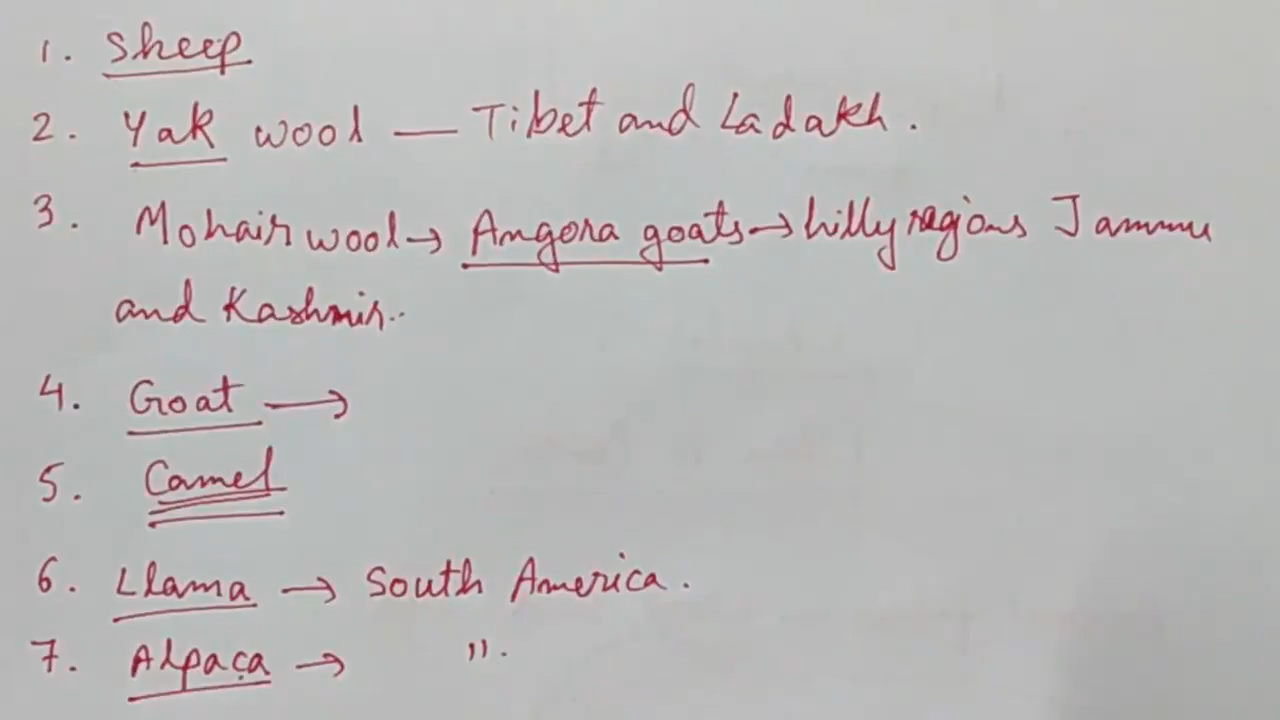 1. Sheep
2. Yak wool — Tibet and Ladakh.
3. Mohair wool → Angora goats → hilly regions Jammu
and Kashmir..
4. Goat →
5. Camel
6. Llama → South America.
7. Alpaca → ".